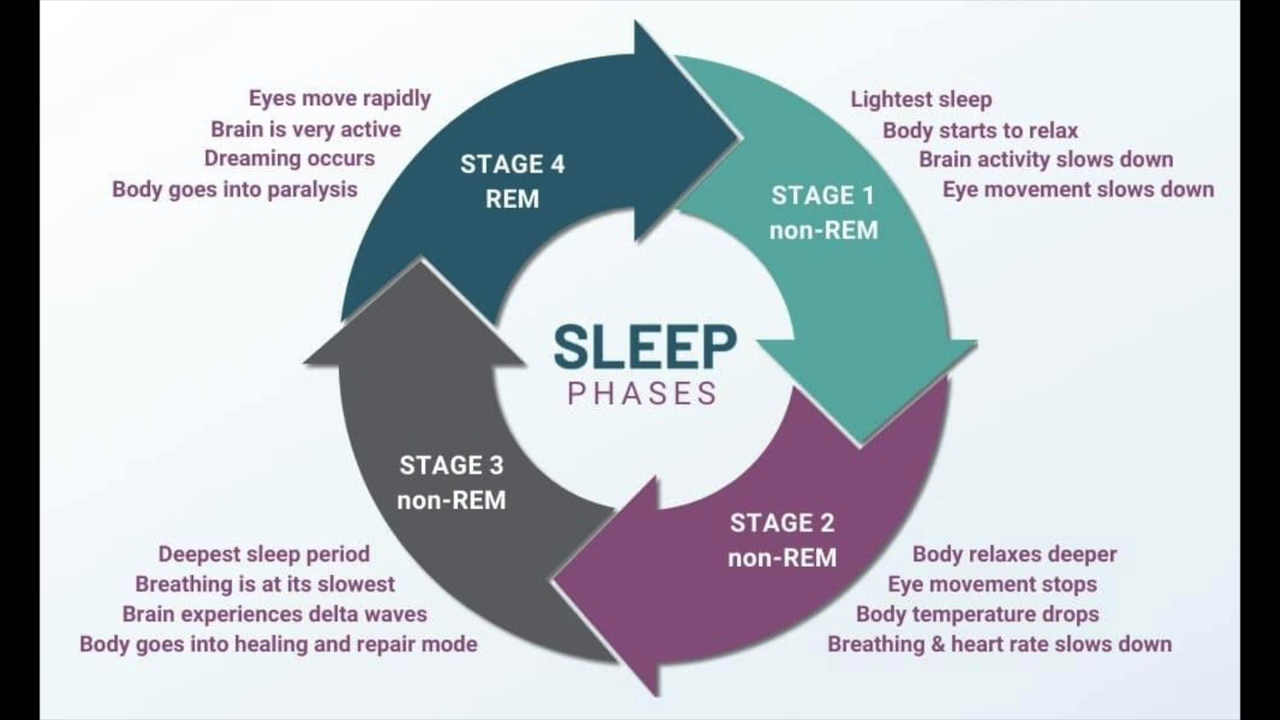 SLEEP
PHASES
STAGE 1
non-REM
Lightest sleep
Body starts to relax
Brain activity slows down
Eye movement slows down
STAGE 2
non-REM
Body relaxes deeper
Eye movement stops
Body temperature drops
Breathing & heart rate slows down
STAGE 3
non-REM
Deepest sleep period
Breathing is at its slowest
Brain experiences delta waves
Body goes into healing and repair mode
STAGE 4
REM
Eyes move rapidly
Brain is very active
Dreaming occurs
Body goes into paralysis